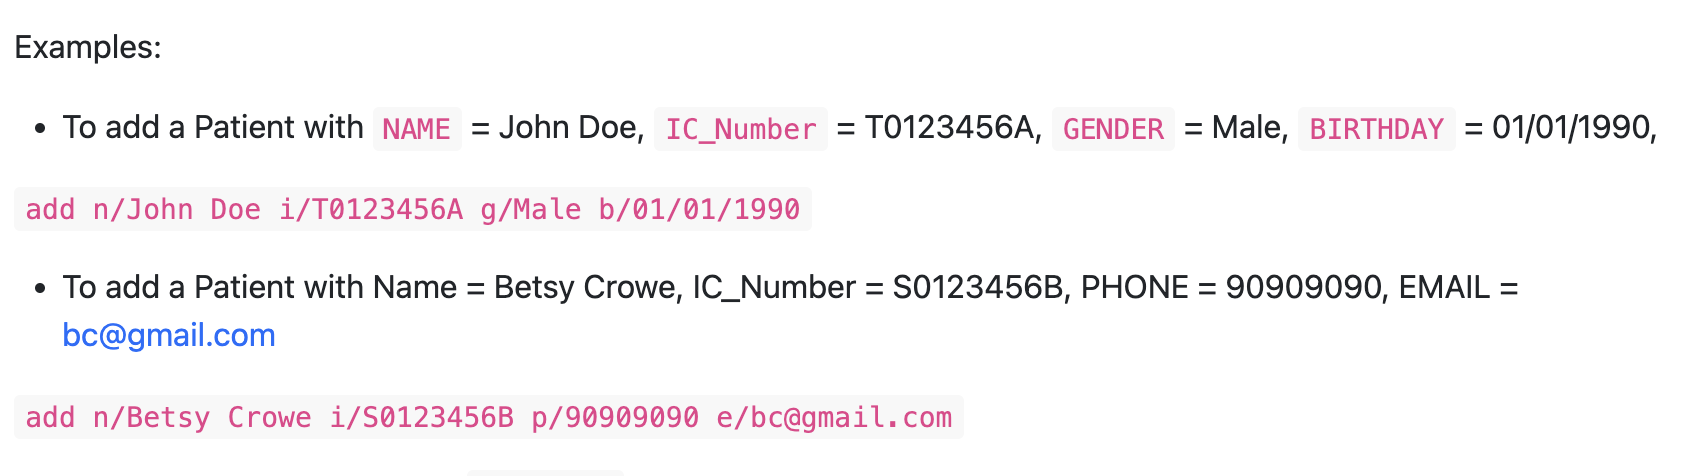 Examples:
• To add a Patient with NAME = John Doe, IC_Number = T0123456A, GENDER = Male, BIRTHDAY = 01/01/1990,
add n/John Doe i/T0123456A g/Male b/01/01/1990
• To add a Patient with Name = Betsy Crowe, IC_Number = S0123456B, PHONE = 90909090, EMAIL =
bc@gmail.com
add n/Betsy Crowe i/S0123456B p/90909090 e/bc@gmail.com